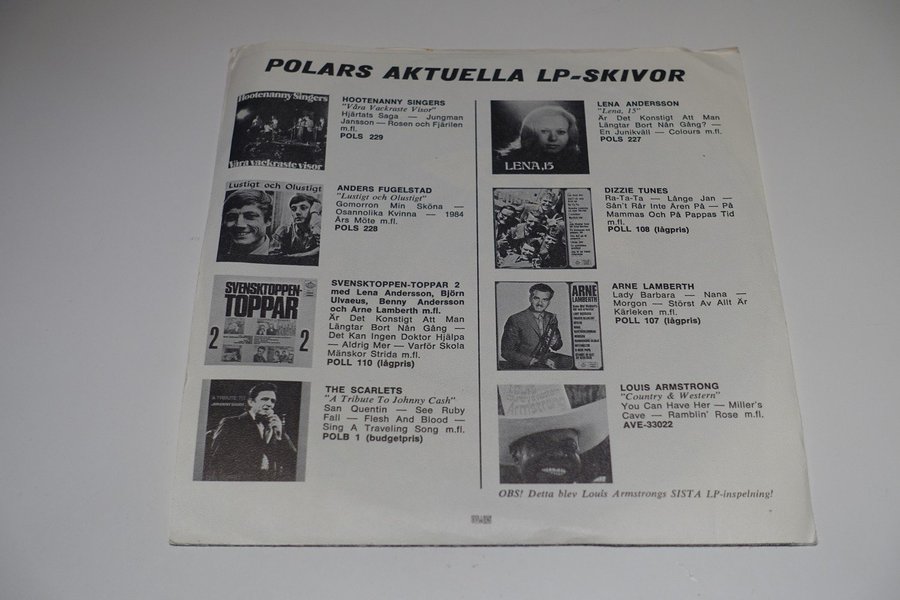 POLARS AKTUELLA LP-SKIVOR
Hootenanny Singers
Våra vackraste visor
HOOTENANNY SINGERS
"Våra Vackraste Visor"
Hjärtats Saga — Jungman
Jansson — Rosen och Fjärilen
m.fl.
POLS 229
Lustigt och Olustigt
ANDERS FUGELSTAD
"Lustigt och Olustigt"
Gomorron Min Sköna —
Osannolika Kvinna — 1984
Års Möte m.fl.
POLS 228
SVENSKTOPPEN-
TOPPAR
2 2
SVENSKTOPPEN-TOPPAR 2
med Lena Andersson, Björn
Ulvaeus, Benny Andersson
och Arne Lamberth m.fl.
Är Det Konstigt Att Man
Längtar Bort Nån Gång —
Det Kan Ingen Doktor Hjälpa
— Aldrig Mer — Varför Skola
Mänskor Strida m.fl.
POLL 110 (lågpris)
A TRIBUTE TO
JOHNNY CASH
THE SCARLETS
"A Tribute To Johnny Cash"
San Quentin — See Ruby
Fall — Flesh And Blood —
Sing A Traveling Song m.fl.
POLB 1 (budgetpris)
LENA, 15
LENA ANDERSSON
"Lena, 15"
Är Det Konstigt Att Man
Längtar Bort Nån Gång? —
En Junikväll — Colours m.fl.
POLS 227
DIZZIE TUNES
Ra-Ta-Ta — Långe Jan —
Sån't Rår Inte Ären På — På
Mammas Och På Pappas Tid
m.fl.
POLL 108 (lågpris)
ARNE
LAMBERTH
ARNE LAMBERTH
Lady Barbara — Nana —
Morgon — Störst Av Allt Är
Kärleken m.fl.
POLL 107 (lågpris)
LOUIS ARMSTRONG
"Country & Western"
You Can Have Her — Miller's
Cave — Ramblin' Rose m.fl.
AVE-33022
OBS! Detta blev Louis Armstrongs SISTA LP-inspelning!